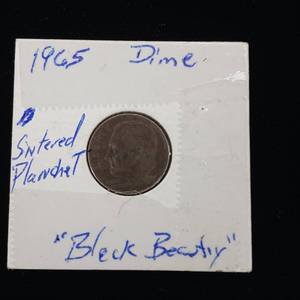 1965 Dime
Sintered
Planchet
"Black Beauty"